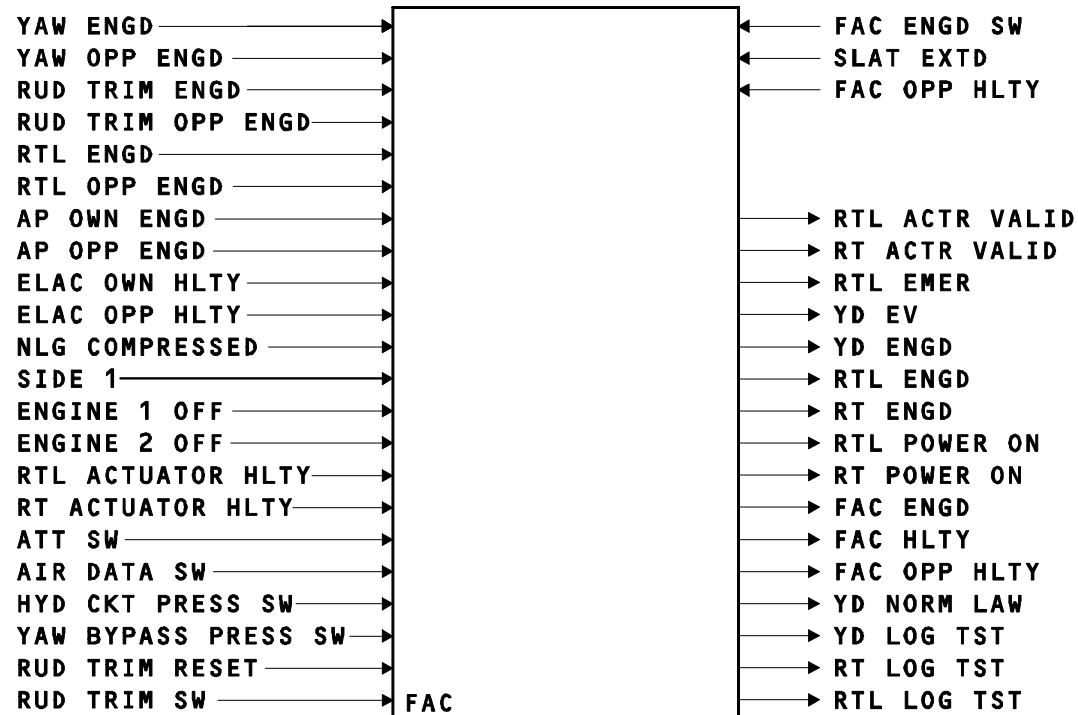 YAW ENGD
YAW OPP ENGD
RUD TRIM ENGD
RUD TRIM OPP ENGD
RTL ENGD
RTL OPP ENGD
AP OWN ENGD
AP OPP ENGD
ELAC OWN HLTY
ELAC OPP HLTY
NLG COMPRESSED
SIDE 1
ENGINE 1 OFF
ENGINE 2 OFF
RTL ACTUATOR HLTY
RT ACTUATOR HLTY
ATT SW
AIR DATA SW
HYD CKT PRESS SW
YAW BYPASS PRESS SW
RUD TRIM RESET
RUD TRIM SW
FAC
FAC ENGD SW
SLAT EXTD
FAC OPP HLTY
RTL ACTR VALID
RT ACTR VALID
RTL EMER
YD EV
YD ENGD
RTL ENGD
RT ENGD
RTL POWER ON
RT POWER ON
FAC ENGD
FAC HLTY
FAC OPP HLTY
YD NORM LAW
YD LOG TST
RT LOG TST
RTL LOG TST